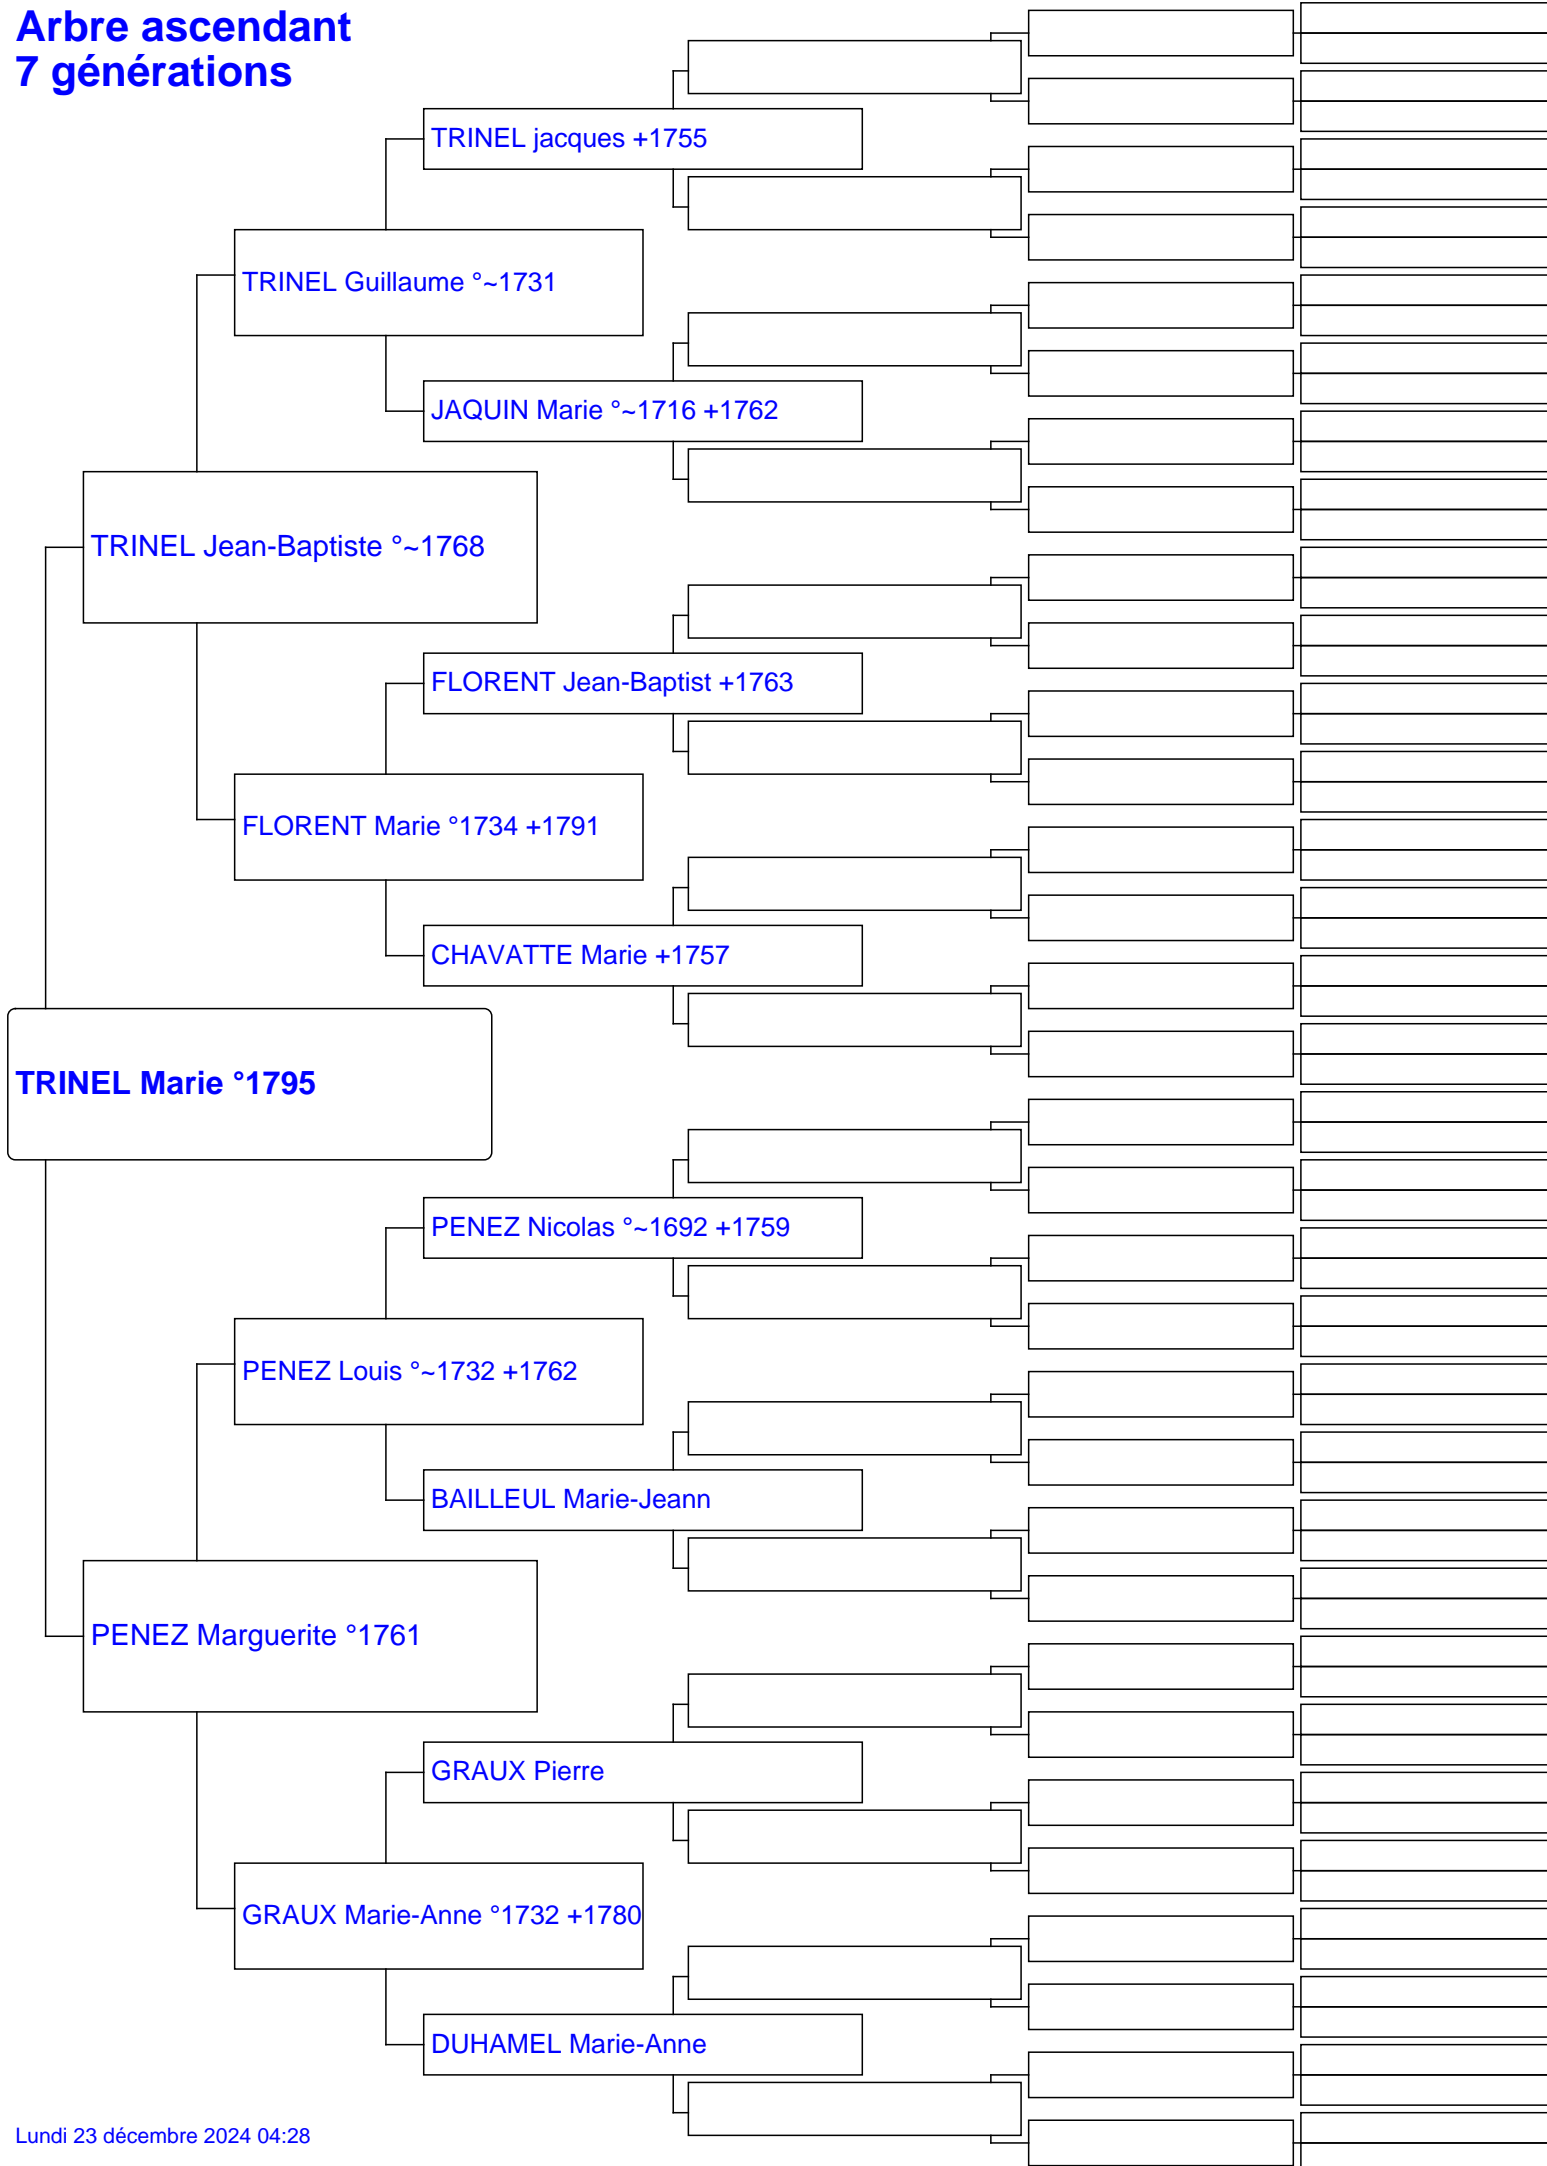 Arbre ascendant
7 générations
TRINEL jacques +1755
TRINEL Guillaume °~1731
JAQUIN Marie °~1716 +1762
TRINEL Jean-Baptiste °~1768
FLORENT Jean-Baptist +1763
FLORENT Marie °1734 +1791
CHAVATTE Marie +1757
TRINEL Marie °1795
PENEZ Nicolas °~1692 +1759
PENEZ Louis °~1732 +1762
BAILLEUL Marie-Jeann
PENEZ Marguerite °1761
GRAUX Pierre
GRAUX Marie-Anne °1732 +1780
DUHAMEL Marie-Anne
Lundi 23 décembre 2024 04:28